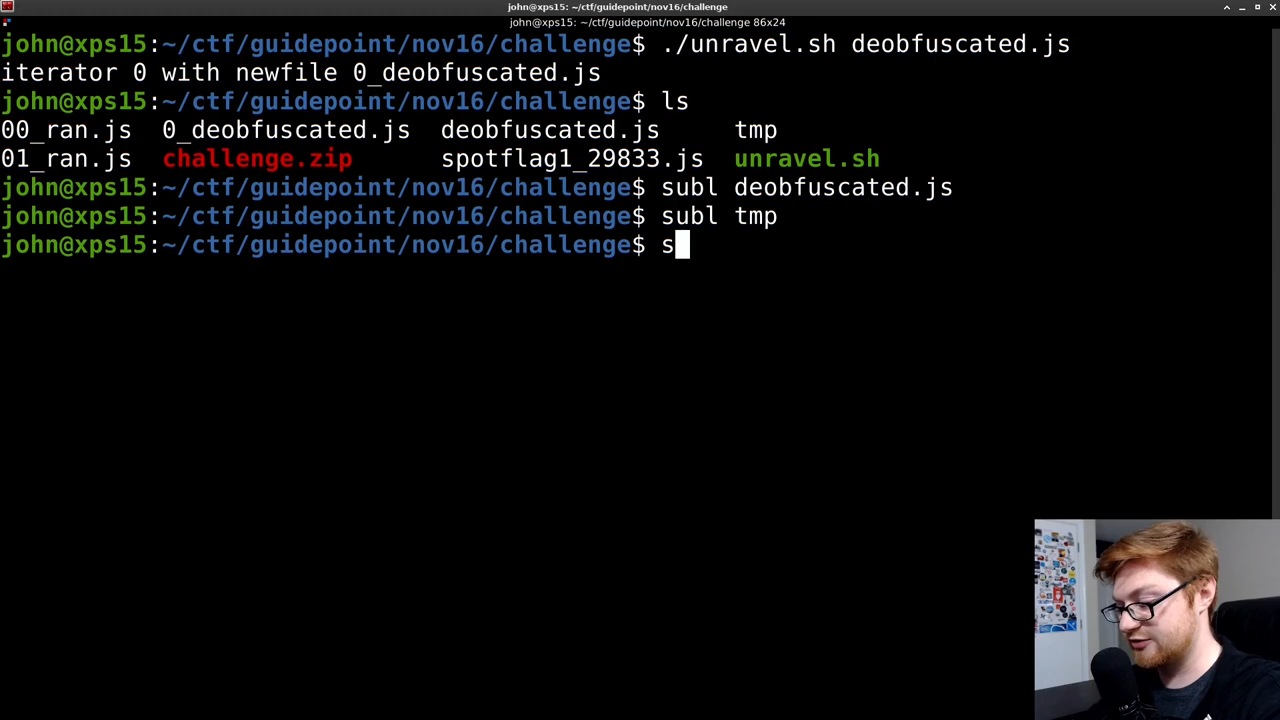 john@xps15: ~/ctf/guidepoint/nov16/challenge
john@xps15: ~/ctf/guidepoint/nov16/challenge 86x24
john@xps15:~/ctf/guidepoint/nov16/challenge$ ./unravel.sh deobfuscated.js
iterator 0 with newfile 0_deobfuscated.js
john@xps15:~/ctf/guidepoint/nov16/challenge$ ls
00_ran.js 0_deobfuscated.js deobfuscated.js tmp
01_ran.js challenge.zip spotflag1_29833.js unravel.sh
john@xps15:~/ctf/guidepoint/nov16/challenge$ subl deobfuscated.js
john@xps15:~/ctf/guidepoint/nov16/challenge$ subl tmp
john@xps15:~/ctf/guidepoint/nov16/challenge$ s